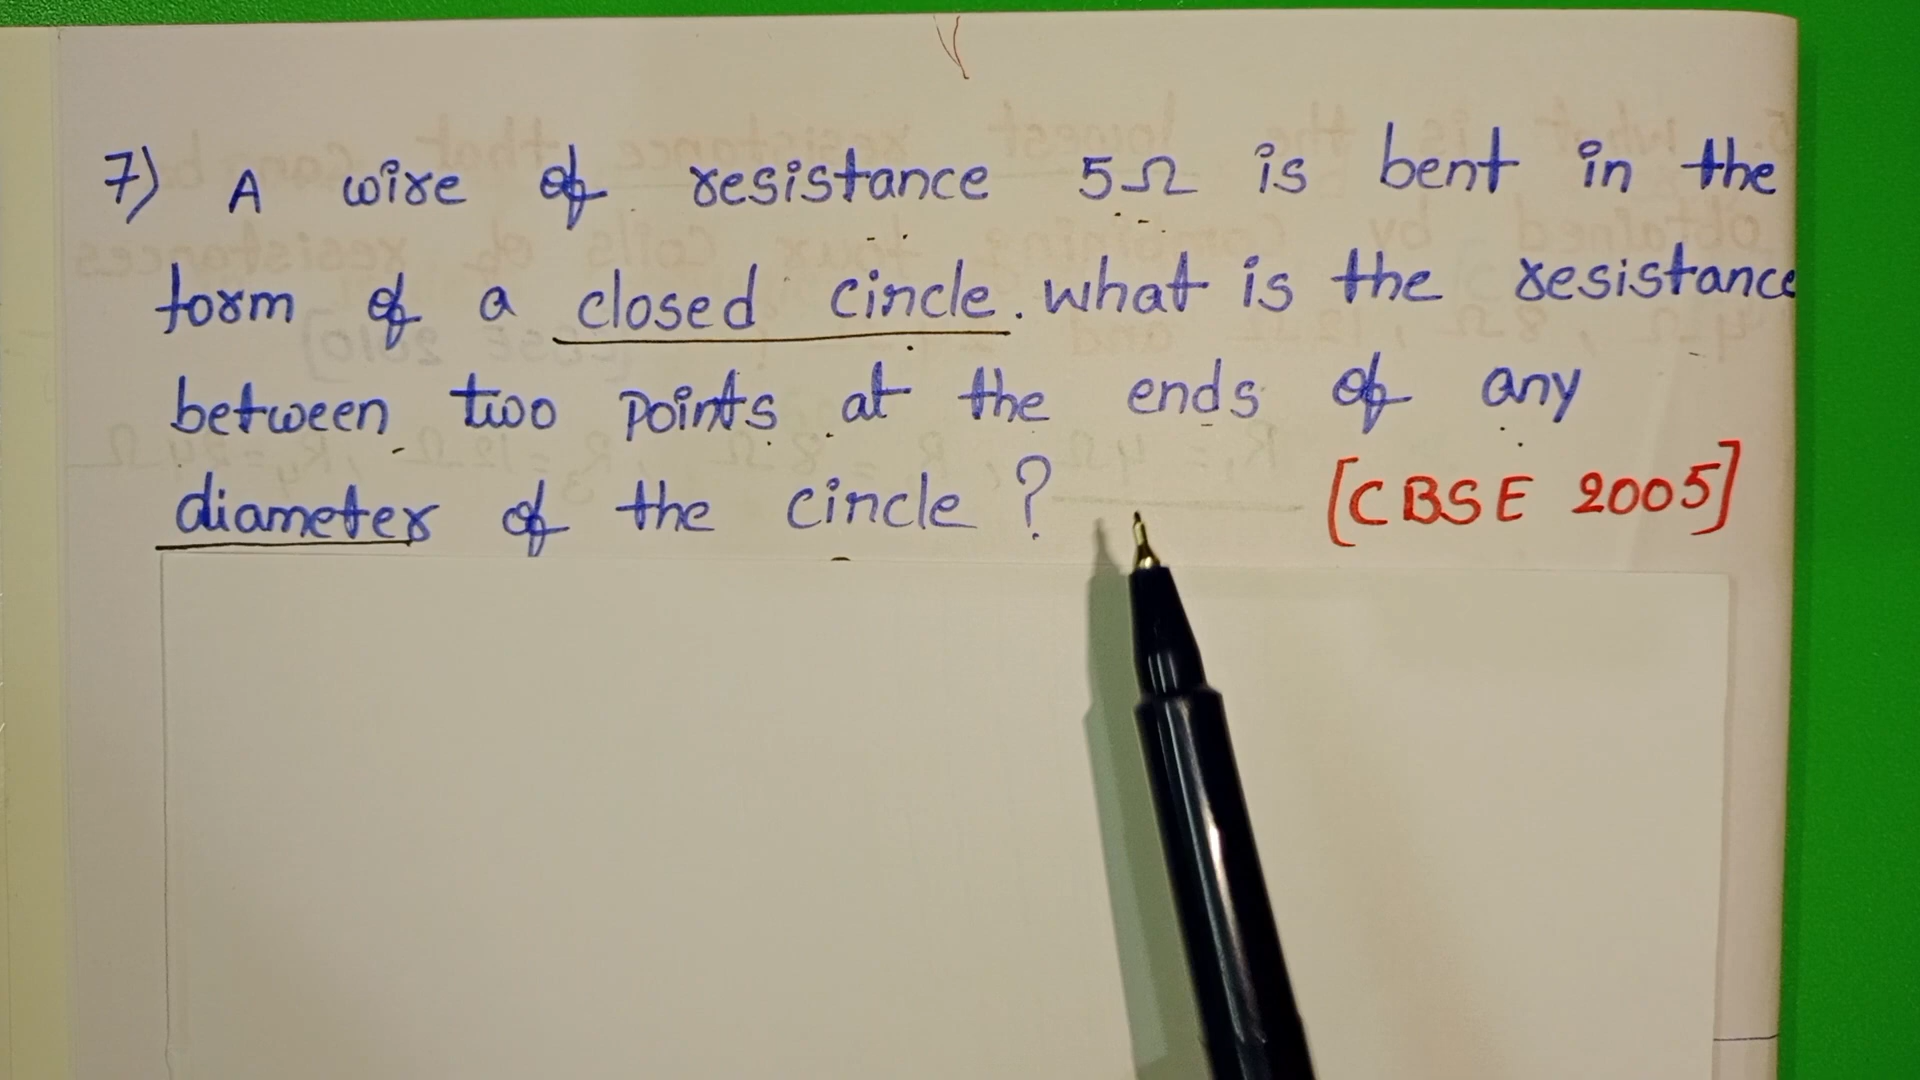 7) A wire of resistance 5Ω is bent in the
form of a closed circle. what is the resistance
between two points at the ends of any
diameter of the circle ? [CBSE 2005]